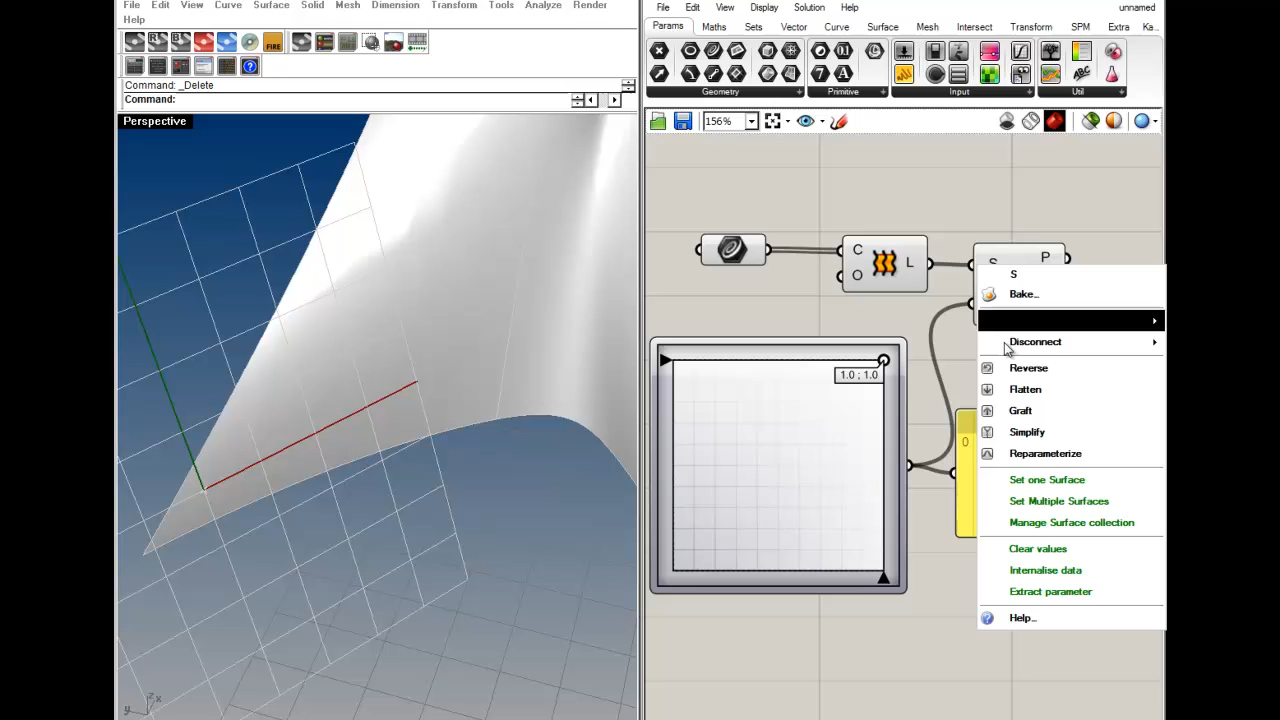 File Edit View Curve Surface Solid Mesh Dimension Transform Tools Analyze Render
Help
FIRE
Command: _Delete
Command:
Perspective
z x
y
File Edit View Display Solution Help unnamed
Params Maths Sets Vector Curve Surface Mesh Intersect Transform SPM Extra Ka...
Geometry Primitive Input Util
156%
C
O
L
S
P
1.0 ; 1.0
0
S
Bake...
Disconnect
Reverse
Flatten
Graft
Simplify
Reparameterize
Set one Surface
Set Multiple Surfaces
Manage Surface collection
Clear values
Internalise data
Extract parameter
Help...